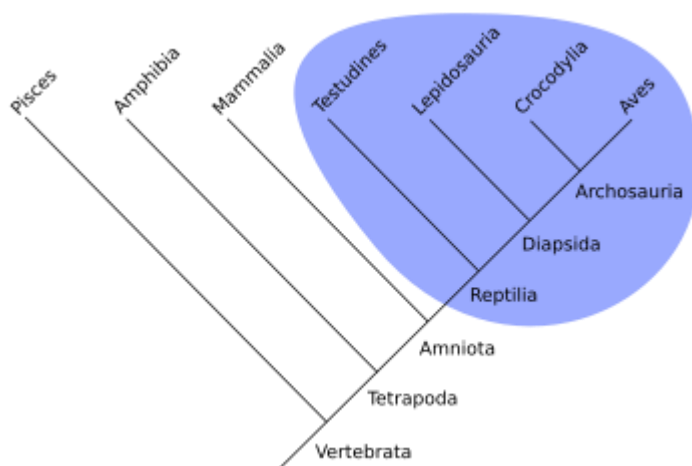 Pisces
Amphibia
Mammalia
Testudines
Lepidosauria
Crocodylia
Aves
Archosauria
Diapsida
Reptilia
Amniota
Tetrapoda
Vertebrata